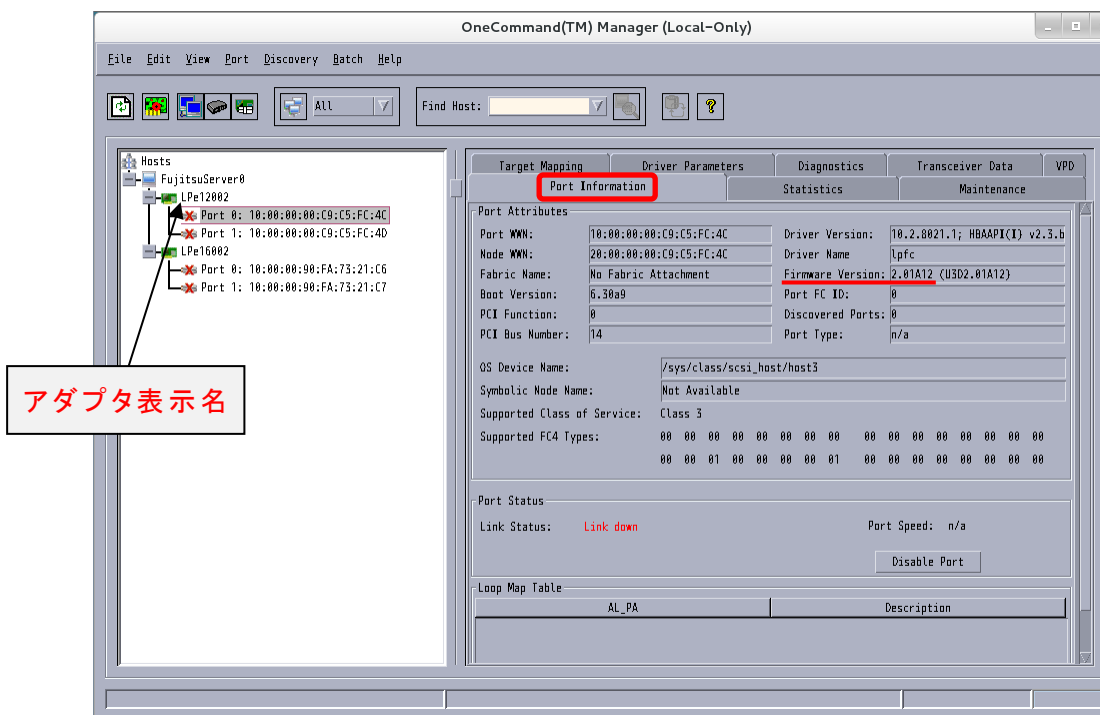 OneCommand(TM) Manager (Local-Only)
File Edit View Port Discovery Batch Help
All
Find Host:
Hosts
FujitsuServer0
LPe12002
Port 0: 10:00:00:00:C9:C5:FC:4C
Port 1: 10:00:00:00:C9:C5:FC:4D
LPe16002
Port 0: 10:00:00:90:FA:73:21:C6
Port 1: 10:00:00:90:FA:73:21:C7
アダプタ表示名
Target Mapping Driver Parameters Diagnostics Transceiver Data VPD
Port Information Statistics Maintenance
Port Attributes
Port WWN: 10:00:00:00:C9:C5:FC:4C Driver Version: 10.2.8021.1; HBAAPI(I) v2.3.b
Node WWN: 20:00:00:00:C9:C5:FC:4C Driver Name lpfc
Fabric Name: No Fabric Attachment Firmware Version: 2.01A12 (U3D2.01A12)
Boot Version: 6.30a9 Port FC ID: 0
PCI Function: 0 Discovered Ports: 0
PCI Bus Number: 14 Port Type: n/a
OS Device Name: /sys/class/scsi_host/host3
Symbolic Node Name: Not Available
Supported Class of Service: Class 3
Supported FC4 Types: 00 00 00 00 00 00 00 00 00 00 00 00 00 00 00 00
00 00 01 00 00 00 00 01 00 00 00 00 00 00 00 00
Port Status
Link Status: Link down Port Speed: n/a
Disable Port
Loop Map Table
AL_PA Description